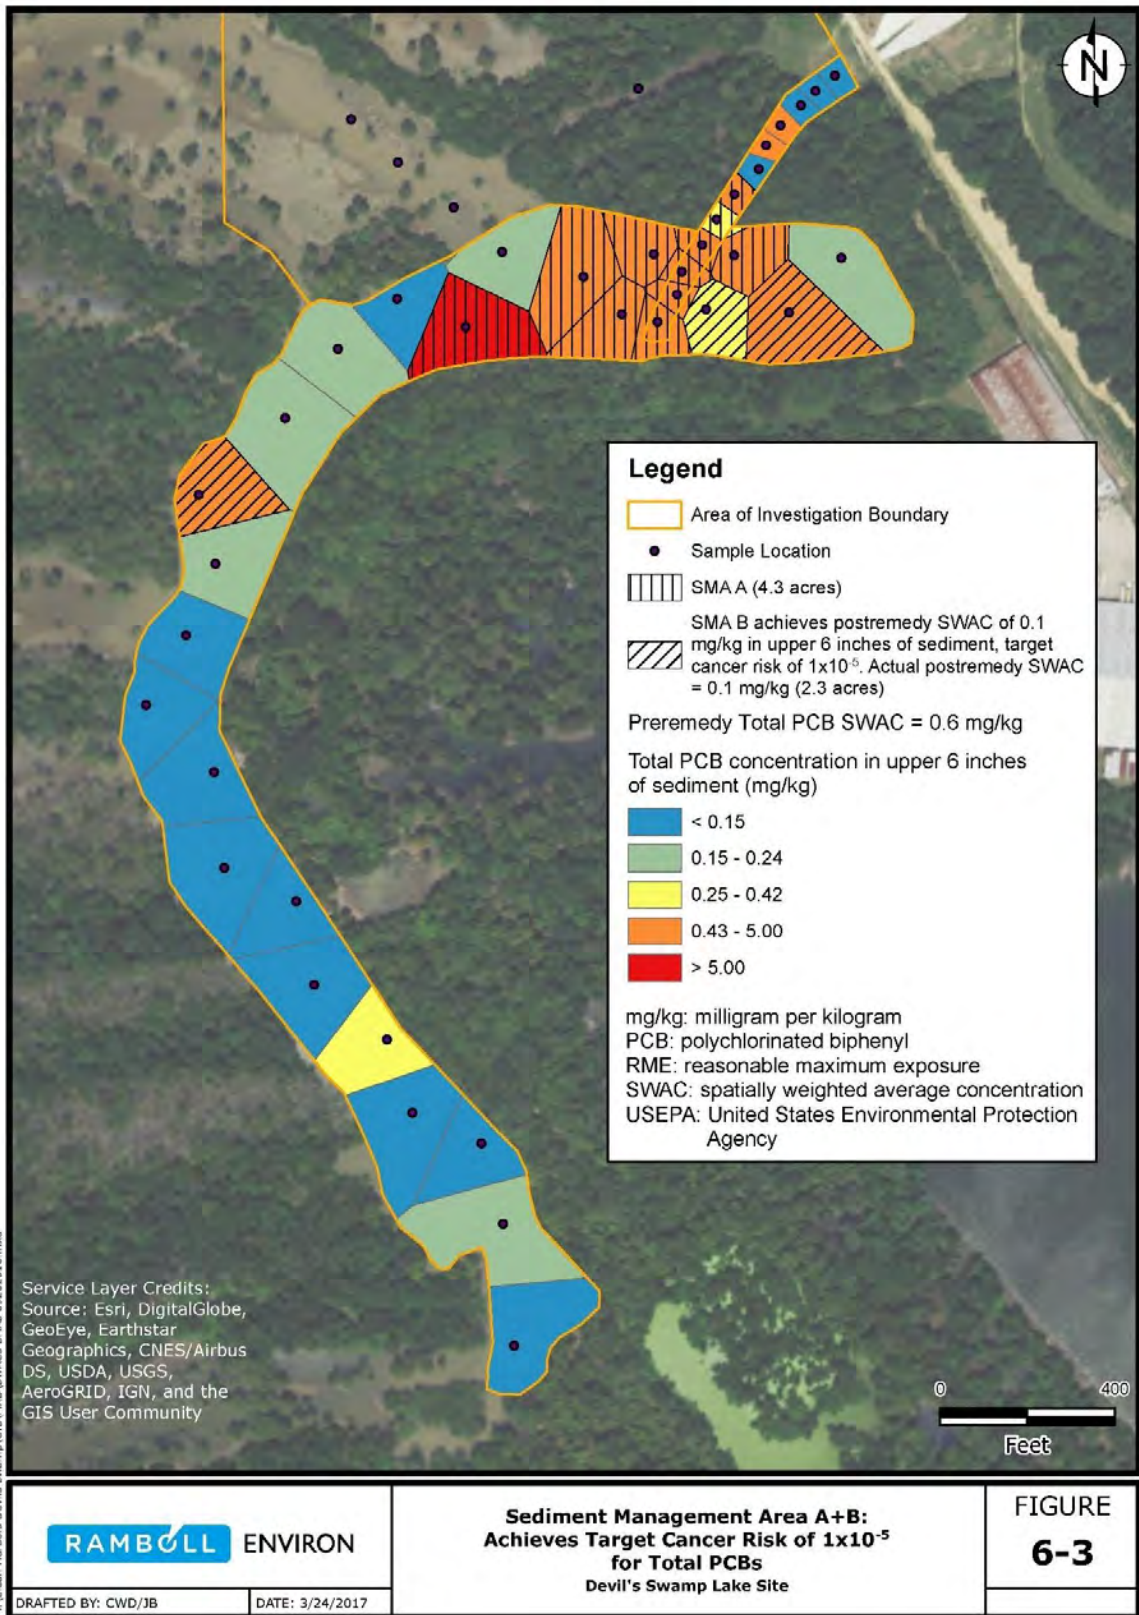 N
Legend
Area of Investigation Boundary
Sample Location
SMA A (4.3 acres)
SMA B achieves postremedy SWAC of 0.1
mg/kg in upper 6 inches of sediment, target
cancer risk of 1x10⁻⁵. Actual postremedy SWAC
= 0.1 mg/kg (2.3 acres)
Preremedy Total PCB SWAC = 0.6 mg/kg
Total PCB concentration in upper 6 inches
of sediment (mg/kg)
< 0.15
0.15 - 0.24
0.25 - 0.42
0.43 - 5.00
> 5.00
mg/kg: milligram per kilogram
PCB: polychlorinated biphenyl
RME: reasonable maximum exposure
SWAC: spatially weighted average concentration
USEPA: United States Environmental Protection
Agency
Service Layer Credits:
Source: Esri, DigitalGlobe,
GeoEye, Earthstar
Geographics, CNES/Airbus
DS, USDA, USGS,
AeroGRID, IGN, and the
GIS User Community
0 400
Feet
RAMBOLL ENVIRON
DRAFTED BY: CWD/JB
DATE: 3/24/2017
Sediment Management Area A+B:
Achieves Target Cancer Risk of 1x10⁻⁵
for Total PCBs
Devil's Swamp Lake Site
FIGURE
6-3